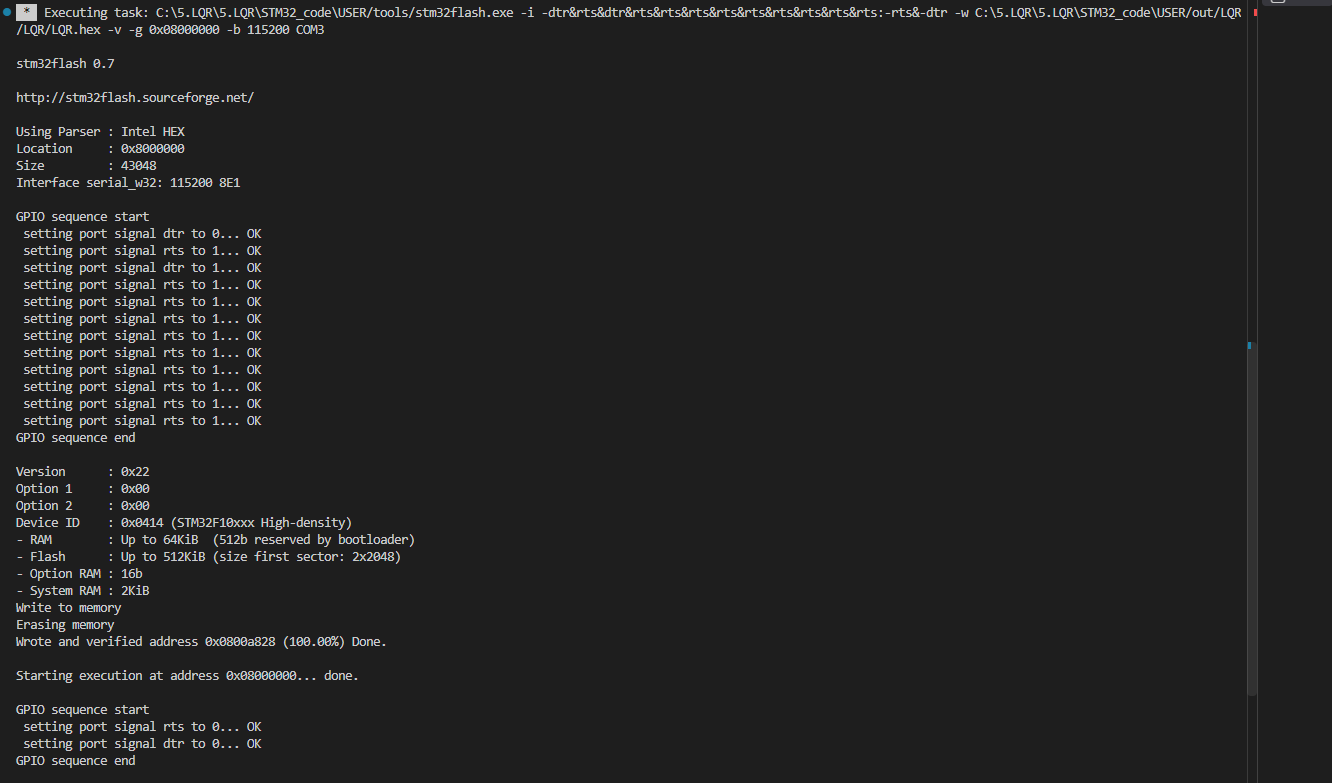 * Executing task: C:\5.LQR\5.LQR\STM32_code\USER/tools/stm32flash.exe -i -dtr&rts&dtr&rts&rts&rts&rts&rts&rts&rts&rts&rts:-rts&-dtr -w C:\5.LQR\5.LQR\STM32_code\USER/out/LQR
/LQR/LQR.hex -v -g 0x08000000 -b 115200 COM3
stm32flash 0.7
http://stm32flash.sourceforge.net/
Using Parser : Intel HEX
Location     : 0x8000000
Size         : 43048
Interface serial_w32: 115200 8E1
GPIO sequence start
 setting port signal dtr to 0... OK
 setting port signal rts to 1... OK
 setting port signal dtr to 1... OK
 setting port signal rts to 1... OK
 setting port signal rts to 1... OK
 setting port signal rts to 1... OK
 setting port signal rts to 1... OK
 setting port signal rts to 1... OK
 setting port signal rts to 1... OK
 setting port signal rts to 1... OK
 setting port signal rts to 1... OK
 setting port signal rts to 1... OK
GPIO sequence end
Version      : 0x22
Option 1     : 0x00
Option 2     : 0x00
Device ID    : 0x0414 (STM32F10xxx High-density)
- RAM        : Up to 64KiB  (512b reserved by bootloader)
- Flash      : Up to 512KiB (size first sector: 2x2048)
- Option RAM : 16b
- System RAM : 2KiB
Write to memory
Erasing memory
Wrote and verified address 0x0800a828 (100.00%) Done.
Starting execution at address 0x08000000... done.
GPIO sequence start
 setting port signal rts to 0... OK
 setting port signal dtr to 0... OK
GPIO sequence end